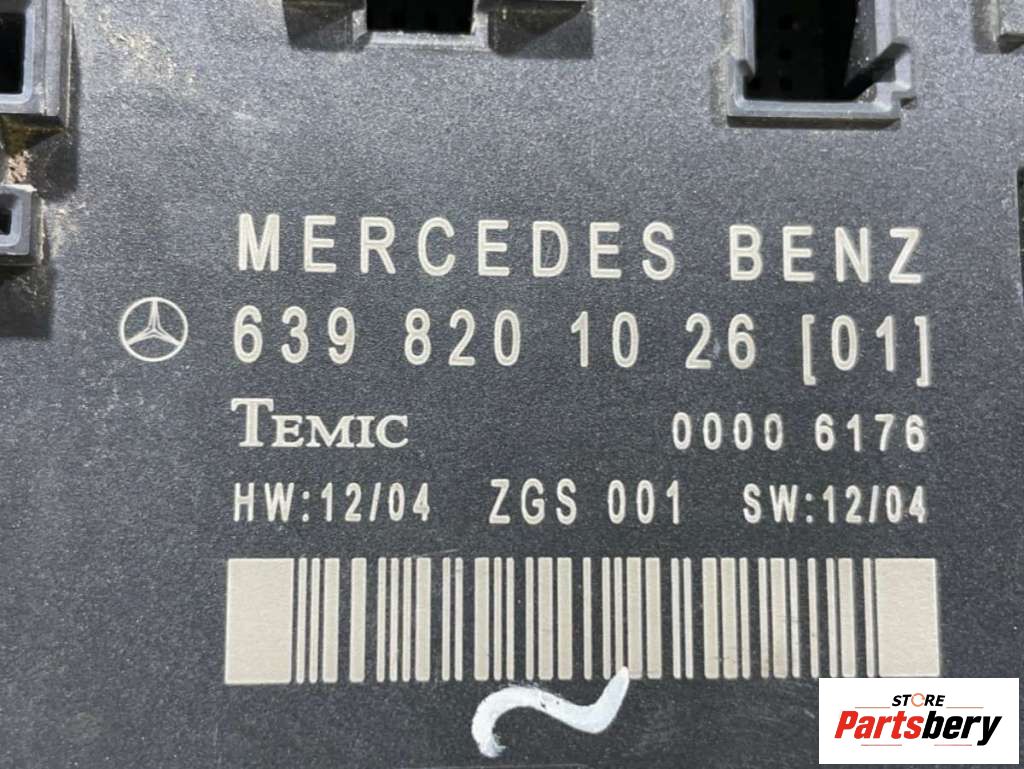 MERCEDES BENZ
639 820 10 26 [01]
TEMIC 0000 6176
HW:12/04 ZGS 001 SW:12/04
STORE
Partsbery